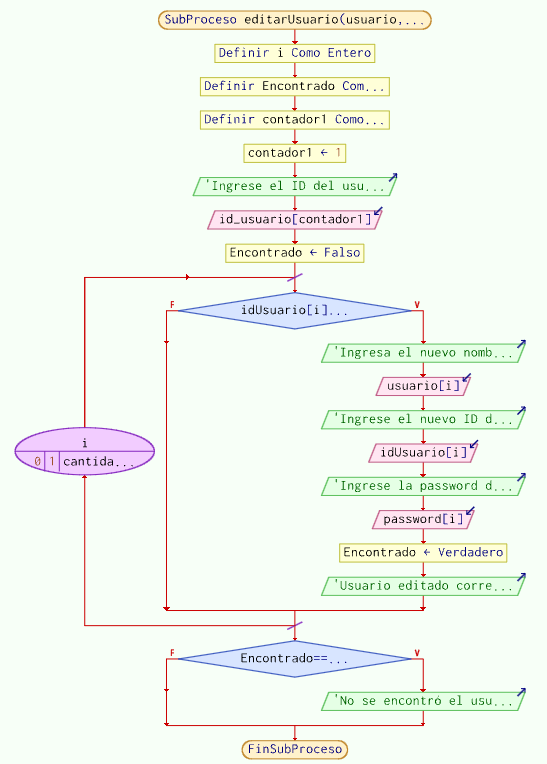 SubProceso editarUsuario(usuario,...
Definir i Como Entero
Definir Encontrado Com...
Definir contador1 Como...
contador1 ← 1
'Ingrese el ID del usu...
id_usuario[contador1]
Encontrado ← Falso
F
idUsuario[i]...
V
'Ingresa el nuevo nomb...
usuario[i]
'Ingrese el nuevo ID d...
i
0 1 cantida...
idUsuario[i]
'Ingrese la password d...
password[i]
Encontrado ← Verdadero
'Usuario editado corre...
F
Encontrado==...
V
'No se encontró el usu...
FinSubProceso